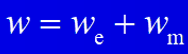 w = wₑ + wₘ